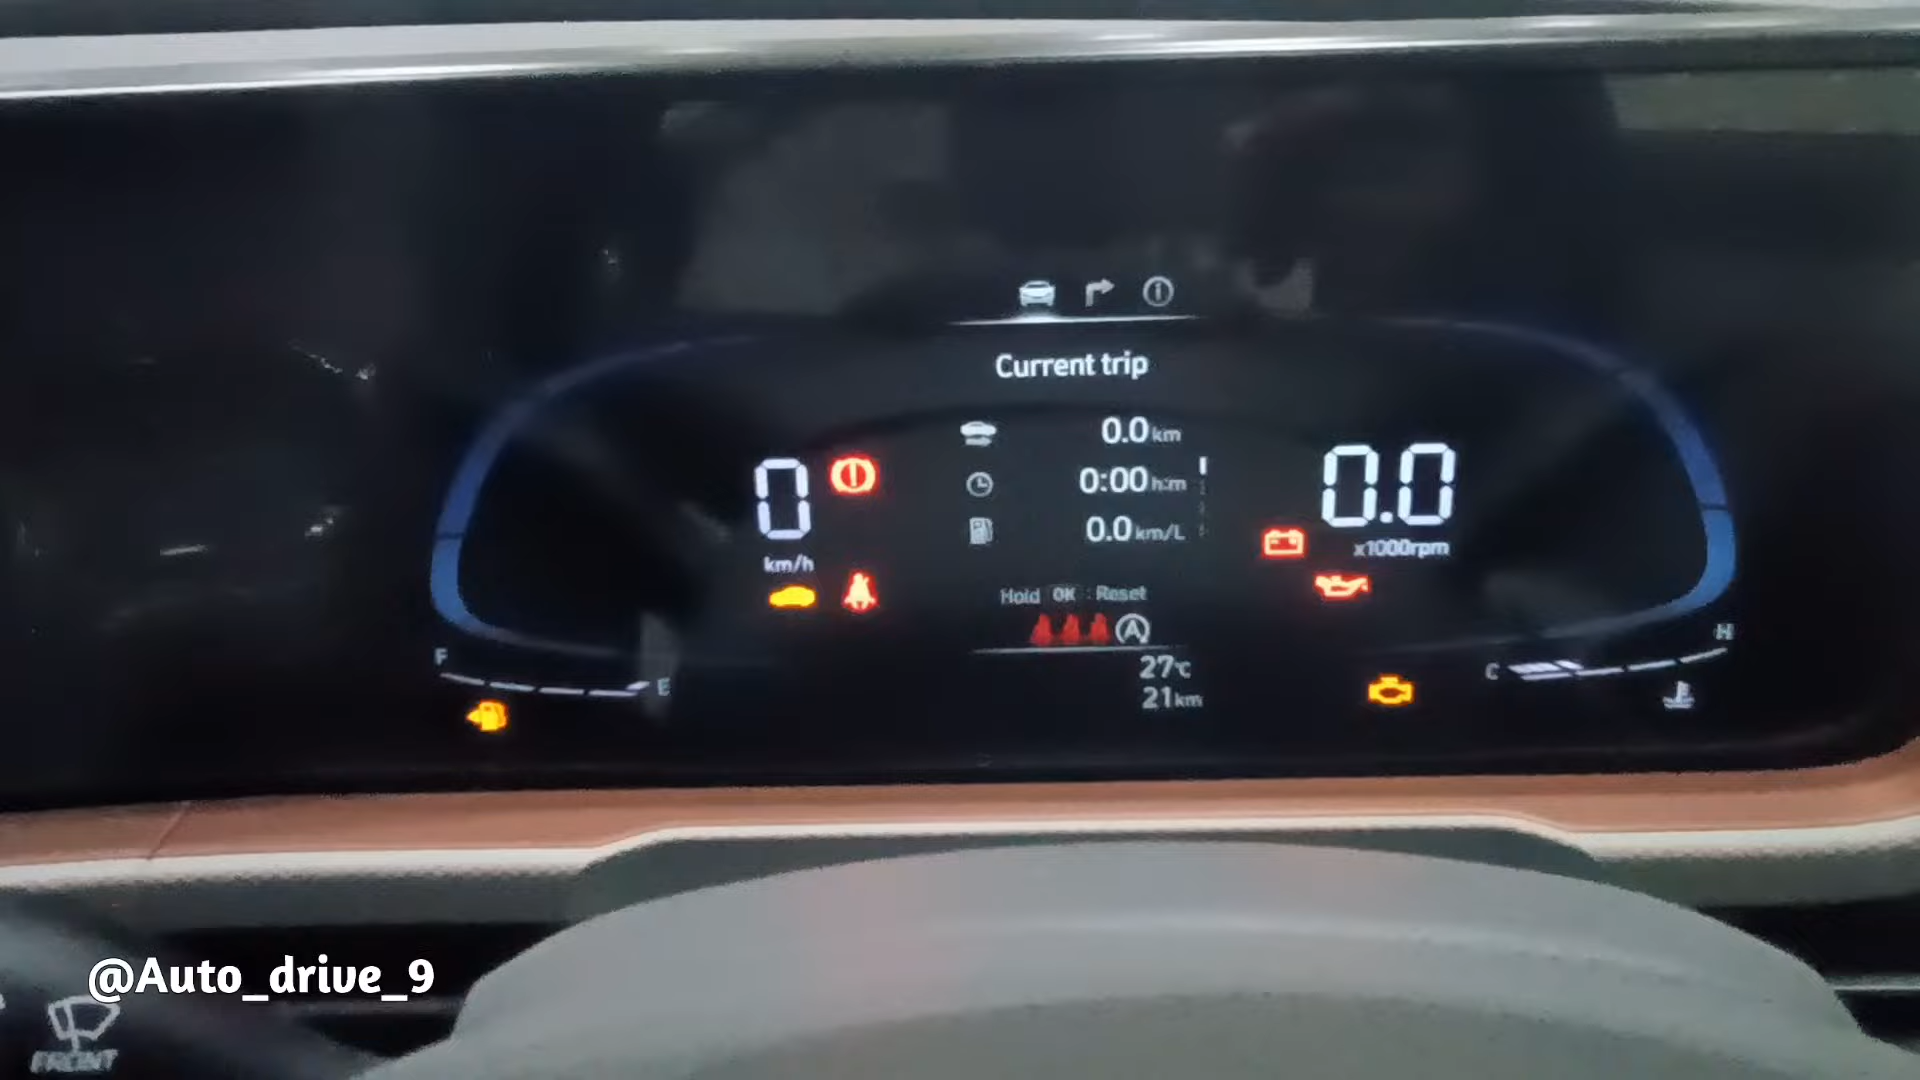 Current trip
0.0 km
0:00 h:m
0.0 km/L
Hold OK : Reset
27°C
21 km
0
km/h
0.0
x1000rpm
F
E
C
H
@Auto_drive_9
FRONT